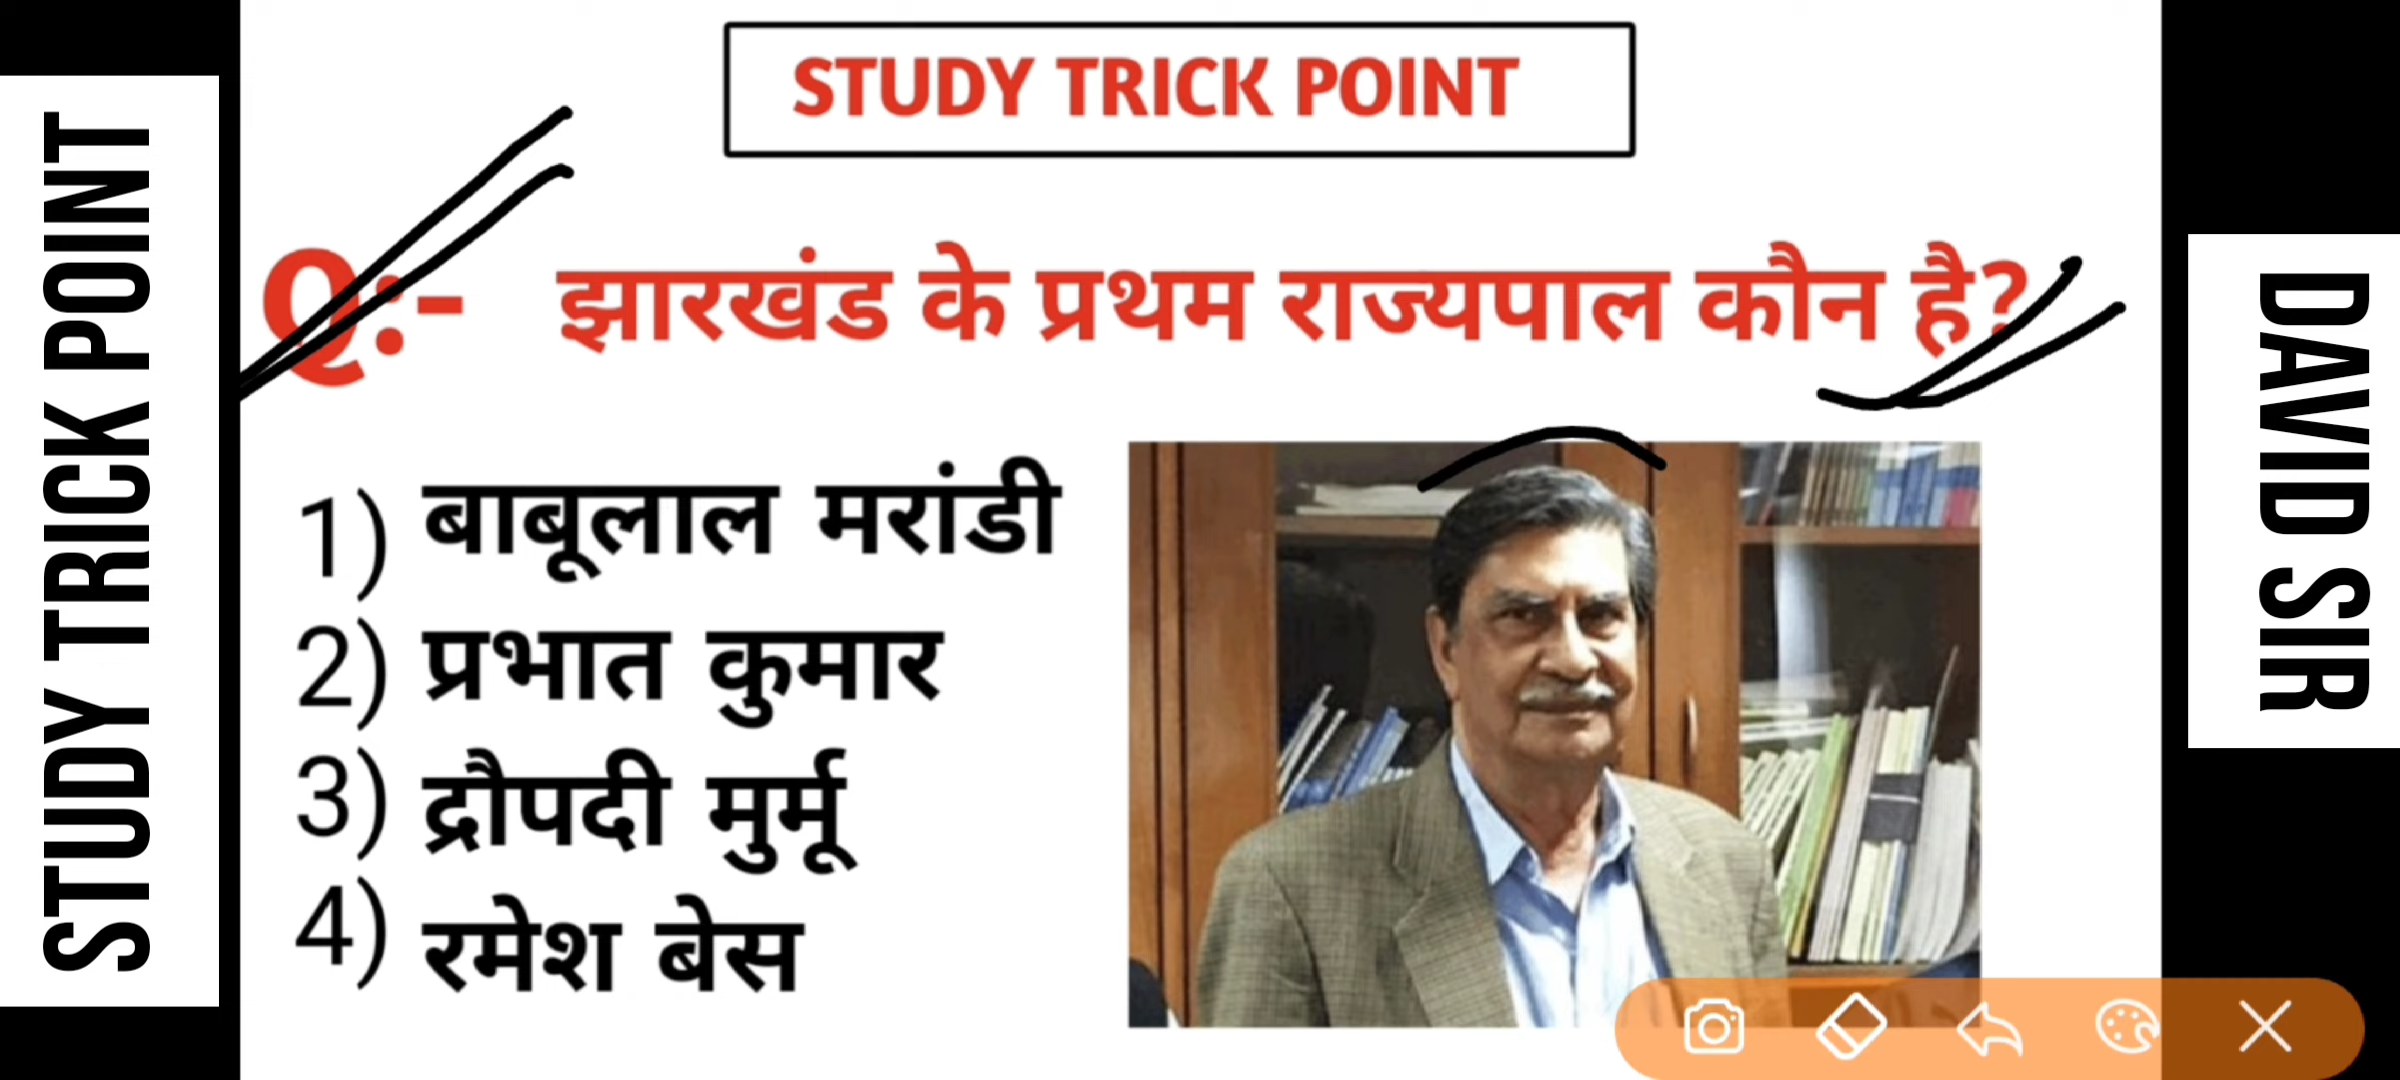 STUDY TRICK POINT
STUDY TRICK POINT
Q:- झारखंड के प्रथम राज्यपाल कौन है?
1) बाबूलाल मरांडी
2) प्रभात कुमार
3) द्रौपदी मुर्मू
4) रमेश बेस
DAVID SIR